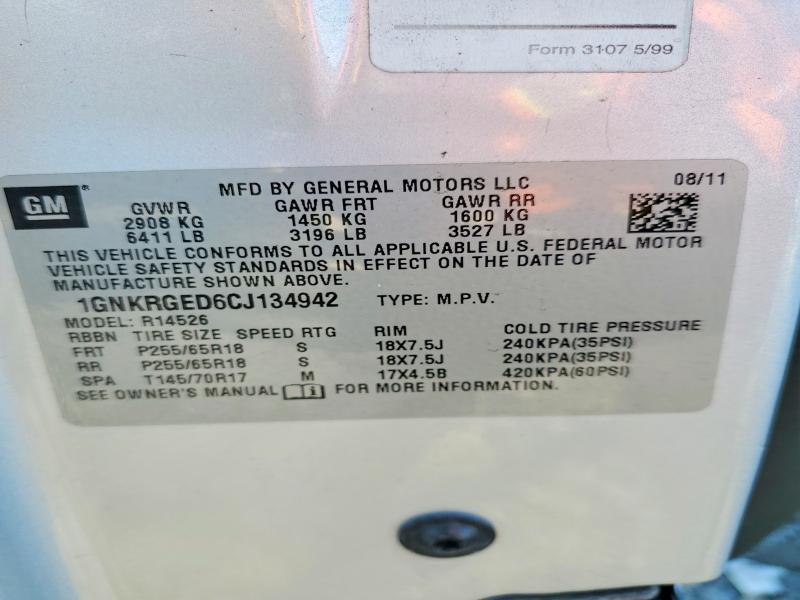 Form 3107 5/99
GM®
MFD BY GENERAL MOTORS LLC 08/11
GVWR GAWR FRT GAWR RR
2908 KG 1450 KG 1600 KG
6411 LB 3196 LB 3527 LB
THIS VEHICLE CONFORMS TO ALL APPLICABLE U.S. FEDERAL MOTOR
VEHICLE SAFETY STANDARDS IN EFFECT ON THE DATE OF
MANUFACTURE SHOWN ABOVE.
1GNKRGED6CJ134942 TYPE: M.P.V.
MODEL: R14526
RBBN TIRE SIZE SPEED RTG RIM COLD TIRE PRESSURE
FRT P255/65R18 S 18X7.5J 240KPA(35PSI)
RR P255/65R18 S 18X7.5J 240KPA(35PSI)
SPA T145/70R17 M 17X4.5B 420KPA(60PSI)
SEE OWNER'S MANUAL i FOR MORE INFORMATION.